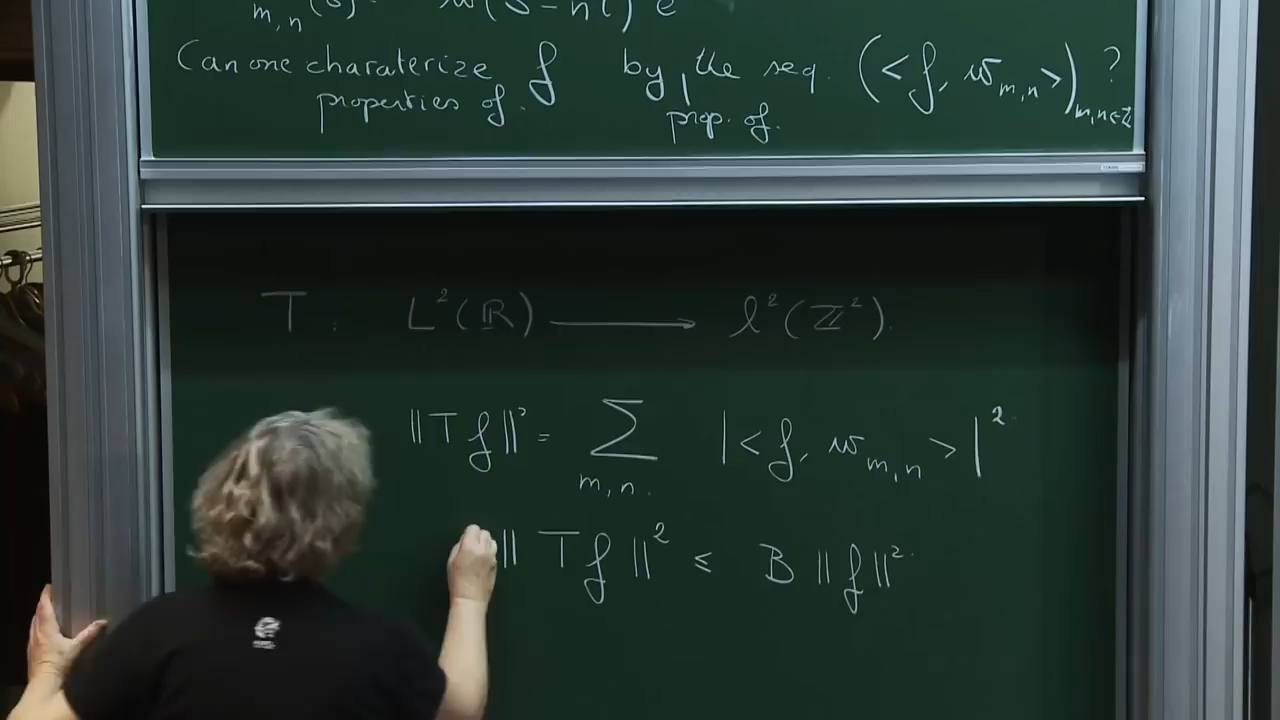 m,n (s). w(s-nt) e
Can one charaterize f by the seq. (<f, w_{m,n}>)_{m,n∈ℤ} ?
properties of. prop. of.
T : L²(ℝ) ⟶ l²(ℤ²).
||Tf||² = ∑_{m,n.} |<f, w_{m,n}>|²
||Tf||² ≤ B||f||²